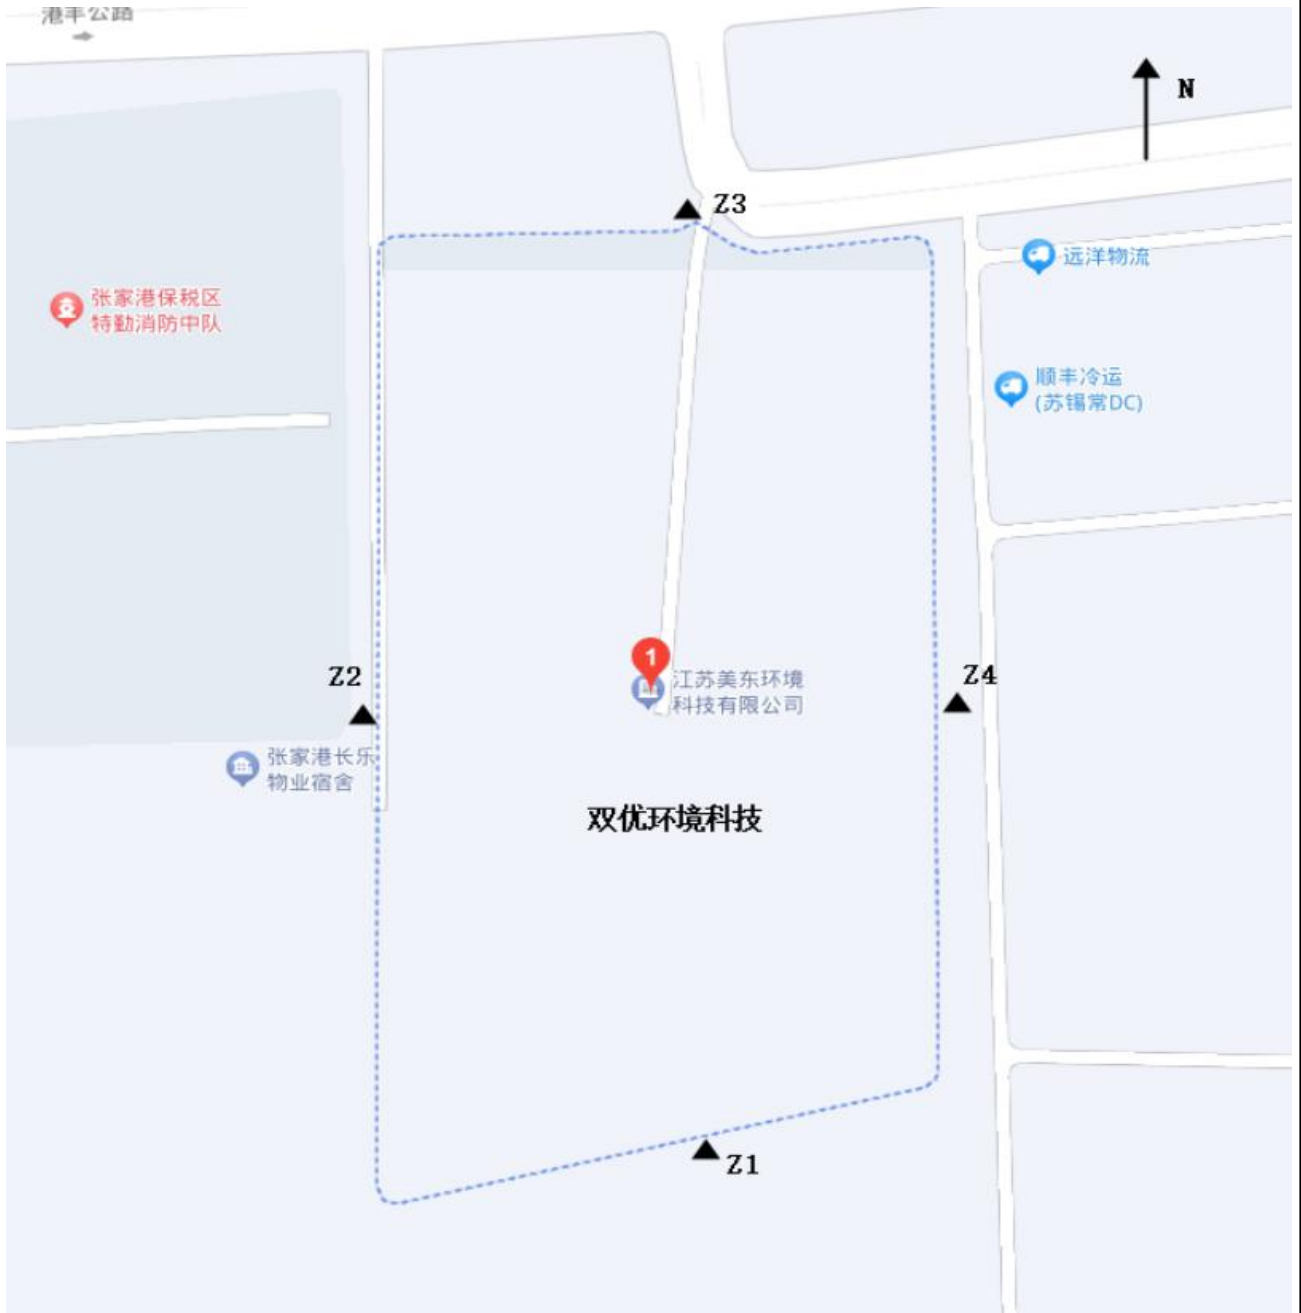 港丰公路
N
Z3
远洋物流
张家港保税区
特勤消防中队
顺丰冷运
(苏锡常DC)
Z2
1
江苏美东环境
科技有限公司
Z4
张家港长乐
物业宿舍
双优环境科技
Z1